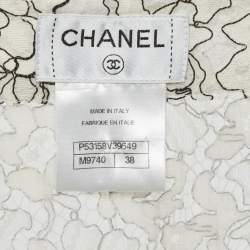 CHANEL
MADE IN ITALY
FABRIQUÉ EN ITALIE
P53158V39649
M9740 38